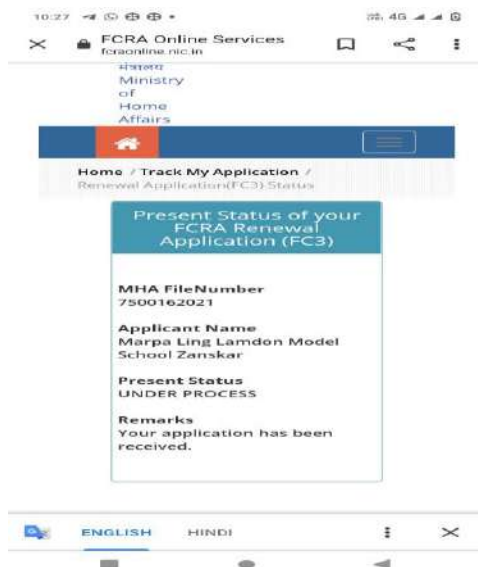 10:27
4G
FCRA Online Services
fcraonline.nic.in
मंत्रालय
Ministry
of
Home
Affairs
Home / Track My Application /
Renewal Application(FC3) Status
Present Status of your
FCRA Renewal
Application (FC3)
MHA FileNumber
7500162021
Applicant Name
Marpa Ling Lamdon Model
School Zanskar
Present Status
UNDER PROCESS
Remarks
Your application has been
received.
ENGLISH HINDI